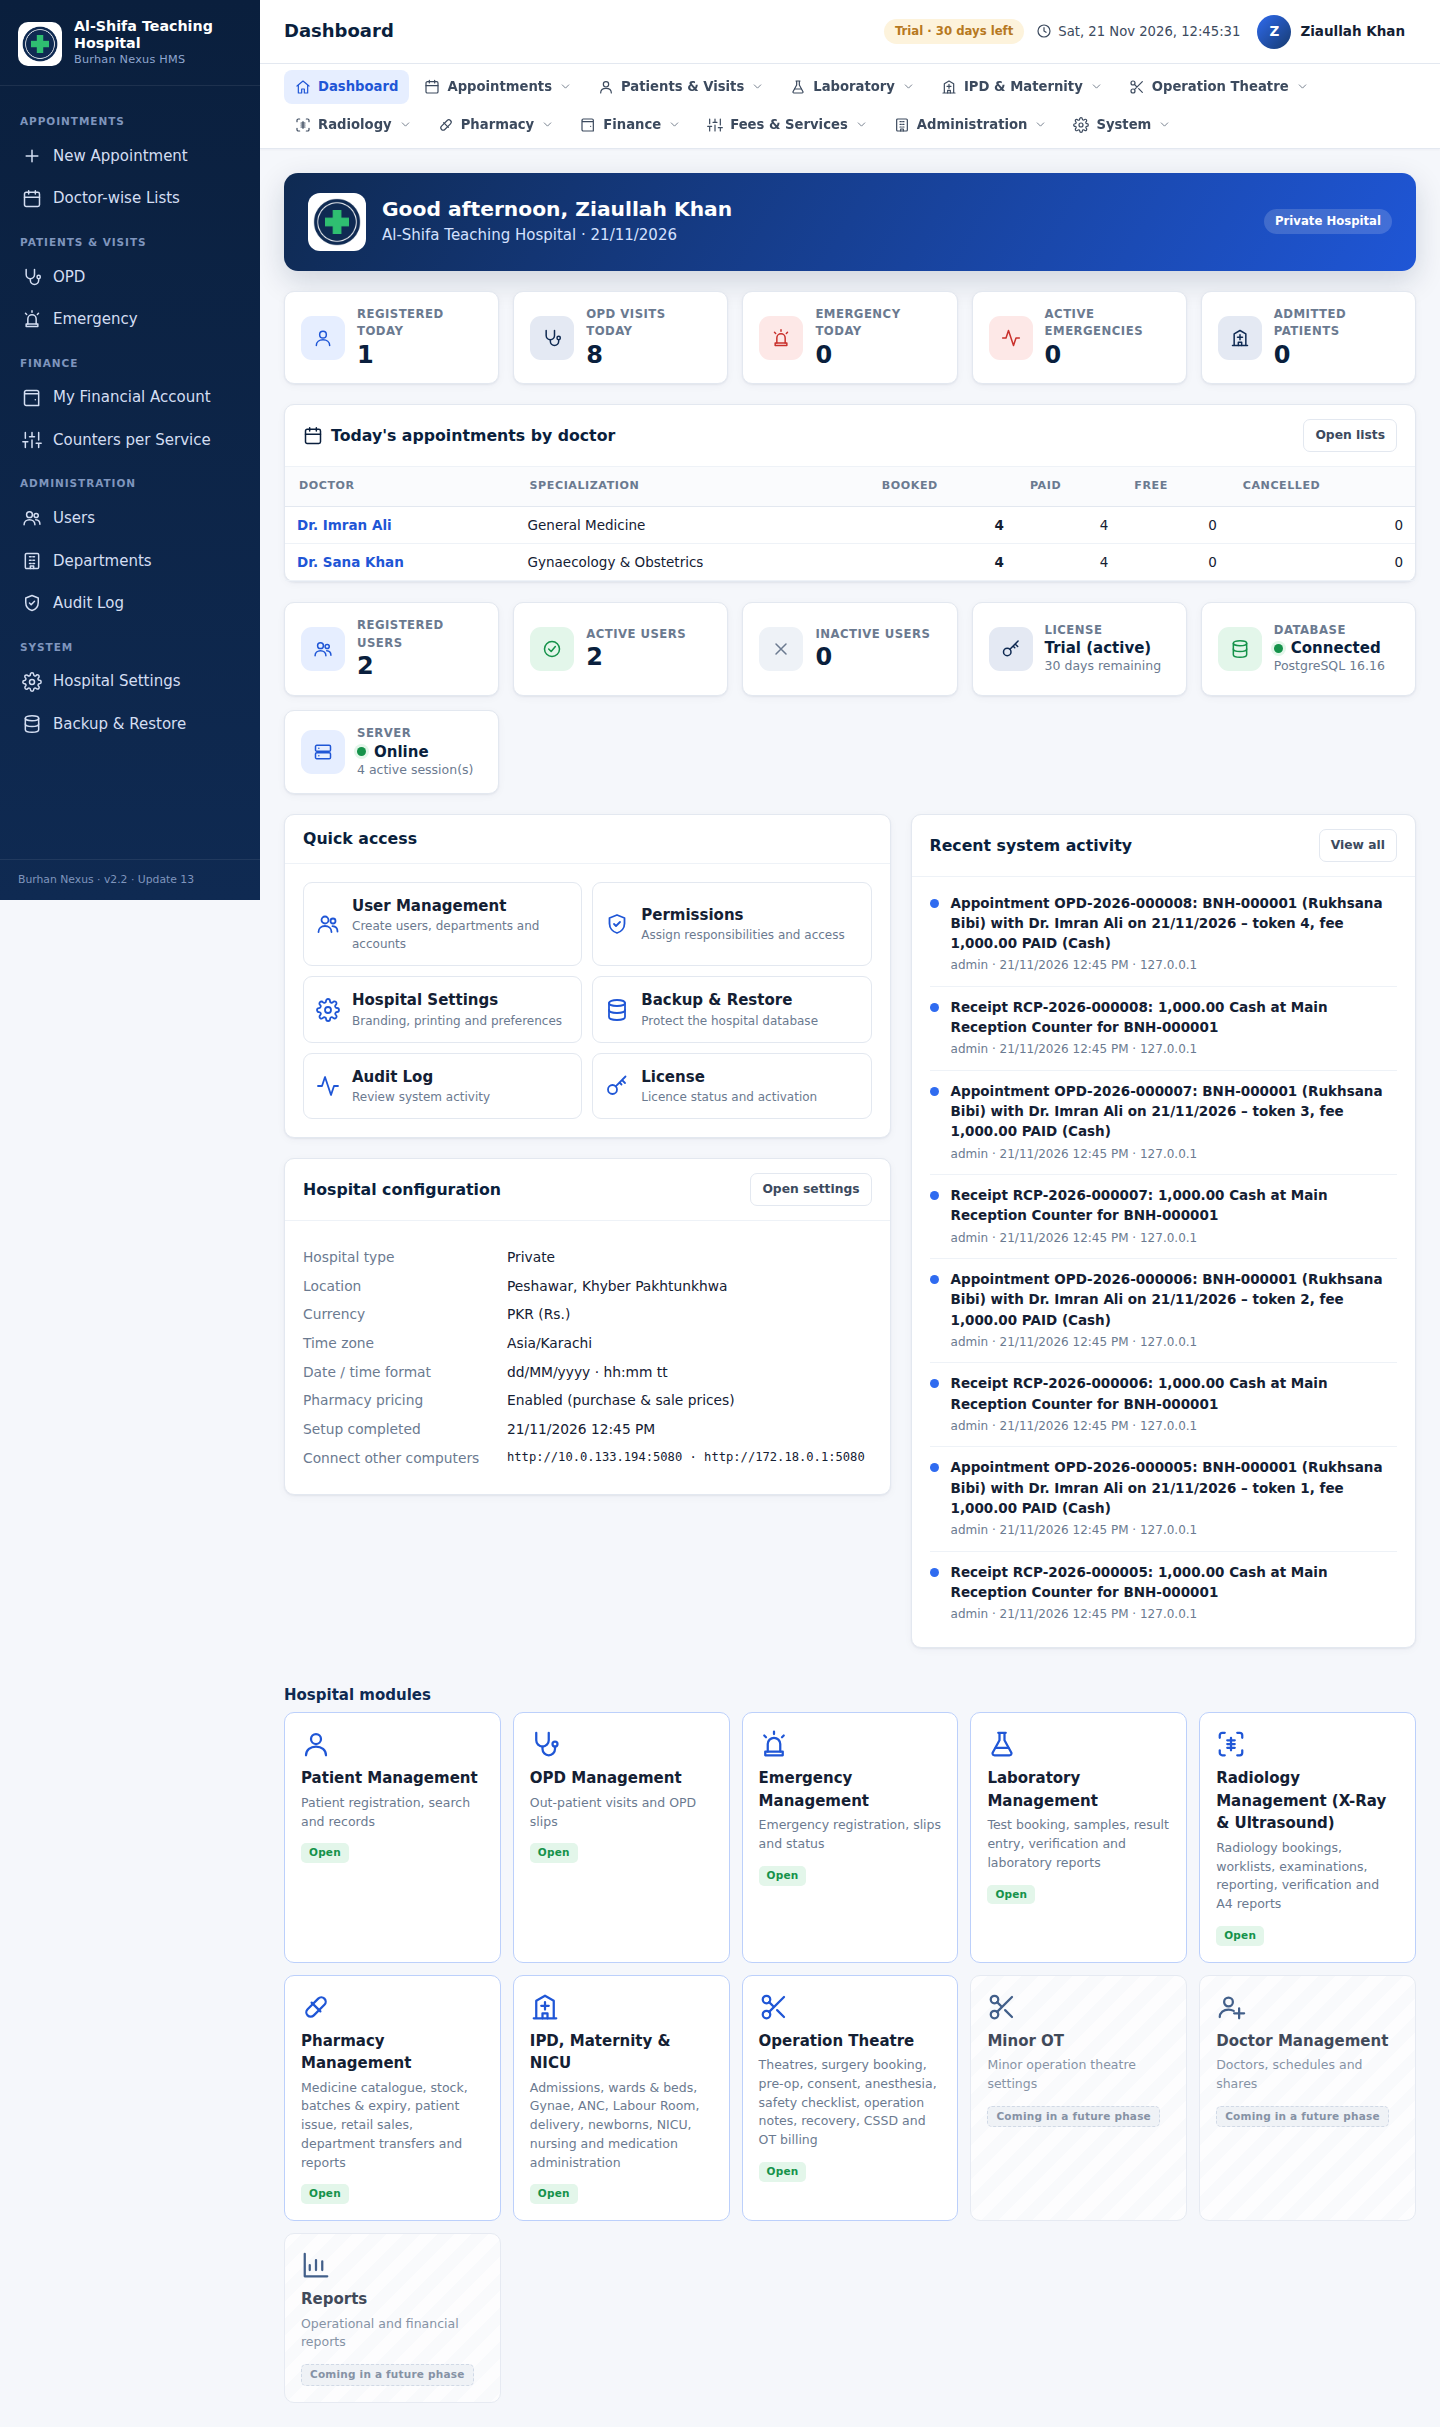 Al-Shifa Teaching
Hospital
Burhan Nexus HMS
APPOINTMENTS
New Appointment
Doctor-wise Lists
PATIENTS & VISITS
OPD
Emergency
FINANCE
My Financial Account
Counters per Service
ADMINISTRATION
Users
Departments
Audit Log
SYSTEM
Hospital Settings
Backup & Restore
Burhan Nexus · v2.2 · Update 13
Dashboard
Trial · 30 days left
Sat, 21 Nov 2026, 12:45:31
Z
Ziaullah Khan
Dashboard Appointments Patients & Visits Laboratory IPD & Maternity Operation Theatre
Radiology Pharmacy Finance Fees & Services Administration System
Good afternoon, Ziaullah Khan
Al-Shifa Teaching Hospital · 21/11/2026
Private Hospital
REGISTERED
TODAY
1
OPD VISITS
TODAY
8
EMERGENCY
TODAY
0
ACTIVE
EMERGENCIES
0
ADMITTED
PATIENTS
0
Today's appointments by doctor
Open lists
DOCTOR SPECIALIZATION BOOKED PAID FREE CANCELLED
Dr. Imran Ali General Medicine 4 4 0 0
Dr. Sana Khan Gynaecology & Obstetrics 4 4 0 0
REGISTERED
USERS
2
ACTIVE USERS
2
INACTIVE USERS
0
LICENSE
Trial (active)
30 days remaining
DATABASE
Connected
PostgreSQL 16.16
SERVER
Online
4 active session(s)
Quick access
User Management
Create users, departments and
accounts
Permissions
Assign responsibilities and access
Hospital Settings
Branding, printing and preferences
Backup & Restore
Protect the hospital database
Audit Log
Review system activity
License
Licence status and activation
Hospital configuration
Open settings
Hospital type Private
Location Peshawar, Khyber Pakhtunkhwa
Currency PKR (Rs.)
Time zone Asia/Karachi
Date / time format dd/MM/yyyy · hh:mm tt
Pharmacy pricing Enabled (purchase & sale prices)
Setup completed 21/11/2026 12:45 PM
Connect other computers http://10.0.133.194:5080 · http://172.18.0.1:5080
Recent system activity
View all
Appointment OPD-2026-000008: BNH-000001 (Rukhsana
Bibi) with Dr. Imran Ali on 21/11/2026 – token 4, fee
1,000.00 PAID (Cash)
admin · 21/11/2026 12:45 PM · 127.0.0.1
Receipt RCP-2026-000008: 1,000.00 Cash at Main
Reception Counter for BNH-000001
admin · 21/11/2026 12:45 PM · 127.0.0.1
Appointment OPD-2026-000007: BNH-000001 (Rukhsana
Bibi) with Dr. Imran Ali on 21/11/2026 – token 3, fee
1,000.00 PAID (Cash)
admin · 21/11/2026 12:45 PM · 127.0.0.1
Receipt RCP-2026-000007: 1,000.00 Cash at Main
Reception Counter for BNH-000001
admin · 21/11/2026 12:45 PM · 127.0.0.1
Appointment OPD-2026-000006: BNH-000001 (Rukhsana
Bibi) with Dr. Imran Ali on 21/11/2026 – token 2, fee
1,000.00 PAID (Cash)
admin · 21/11/2026 12:45 PM · 127.0.0.1
Receipt RCP-2026-000006: 1,000.00 Cash at Main
Reception Counter for BNH-000001
admin · 21/11/2026 12:45 PM · 127.0.0.1
Appointment OPD-2026-000005: BNH-000001 (Rukhsana
Bibi) with Dr. Imran Ali on 21/11/2026 – token 1, fee
1,000.00 PAID (Cash)
admin · 21/11/2026 12:45 PM · 127.0.0.1
Receipt RCP-2026-000005: 1,000.00 Cash at Main
Reception Counter for BNH-000001
admin · 21/11/2026 12:45 PM · 127.0.0.1
Hospital modules
Patient Management
Patient registration, search
and records
Open
OPD Management
Out-patient visits and OPD
slips
Open
Emergency
Management
Emergency registration, slips
and status
Open
Laboratory
Management
Test booking, samples, result
entry, verification and
laboratory reports
Open
Radiology
Management (X-Ray
& Ultrasound)
Radiology bookings,
worklists, examinations,
reporting, verification and
A4 reports
Open
Pharmacy
Management
Medicine catalogue, stock,
batches & expiry, patient
issue, retail sales,
department transfers and
reports
Open
IPD, Maternity &
NICU
Admissions, wards & beds,
Gynae, ANC, Labour Room,
delivery, newborns, NICU,
nursing and medication
administration
Open
Operation Theatre
Theatres, surgery booking,
pre-op, consent, anesthesia,
safety checklist, operation
notes, recovery, CSSD and
OT billing
Open
Minor OT
Minor operation theatre
settings
Coming in a future phase
Doctor Management
Doctors, schedules and
shares
Coming in a future phase
Reports
Operational and financial
reports
Coming in a future phase